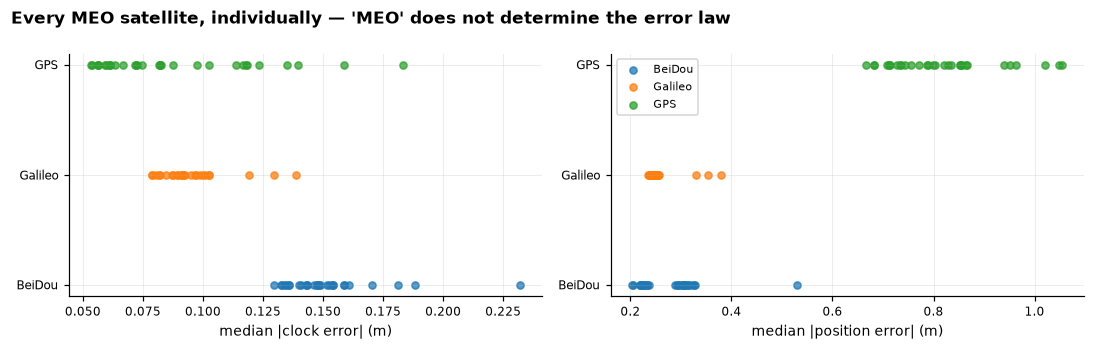 Every MEO satellite, individually — 'MEO' does not determine the error law
GPS
Galileo
BeiDou
0.050 0.075 0.100 0.125 0.150 0.175 0.200 0.225
median |clock error| (m)
BeiDou
Galileo
GPS
GPS
Galileo
BeiDou
0.2 0.4 0.6 0.8 1.0
median |position error| (m)